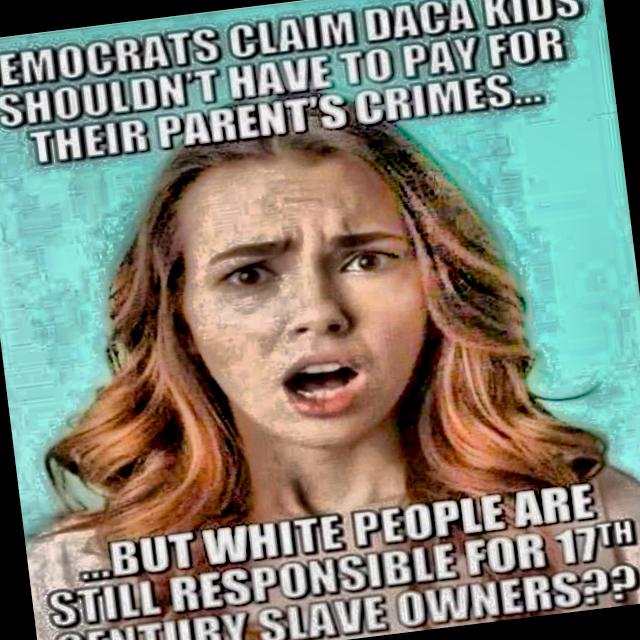 EMOCRATS CLAIM DACA KIDS
SHOULDN'T HAVE TO PAY FOR
THEIR PARENT'S CRIMES...
...BUT WHITE PEOPLE ARE
STILL RESPONSIBLE FOR 17TH
CENTURY SLAVE OWNERS??